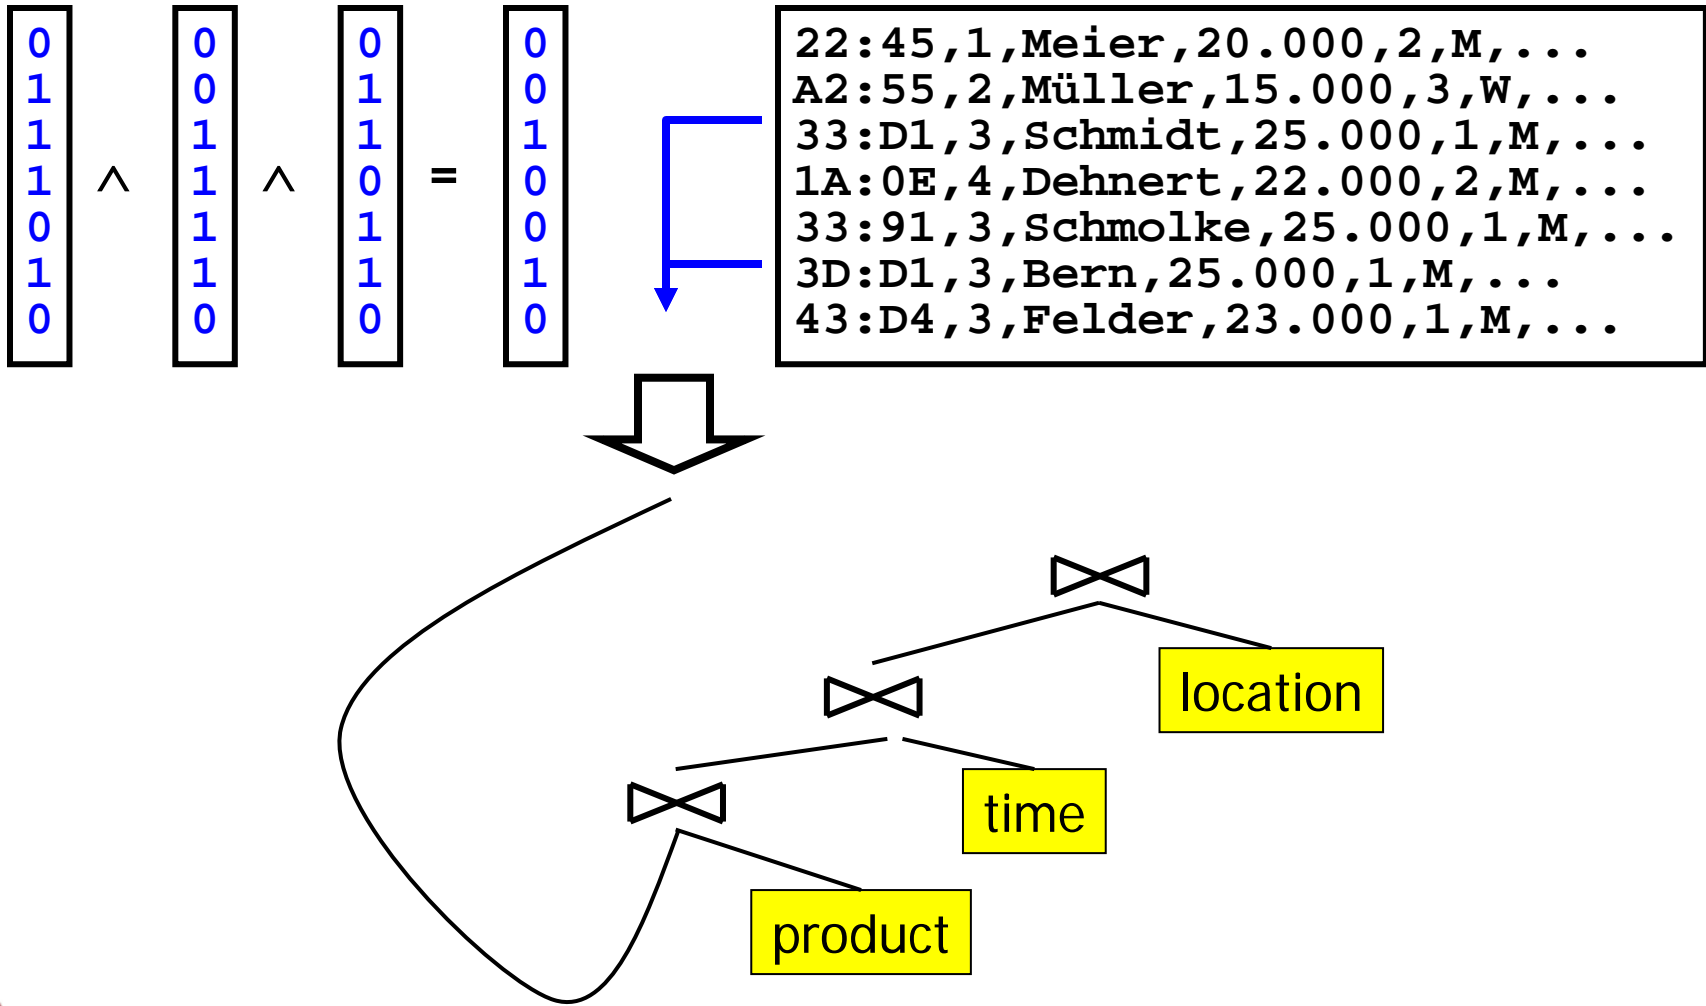 0 0 0 0 22:45,1,Meier,20.000,2,M,...
1 0 1 0 A2:55,2,Müller,15.000,3,W,...
1 1 1 1 33:D1,3,Schmidt,25.000,1,M,...
1 ^ 1 ^ 0 = 0 1A:0E,4,Dehnert,22.000,2,M,...
0 1 1 0 33:91,3,Schmolke,25.000,1,M,...
1 1 1 1 3D:D1,3,Bern,25.000,1,M,...
0 0 0 0 43:D4,3,Felder,23.000,1,M,...
location
time
product